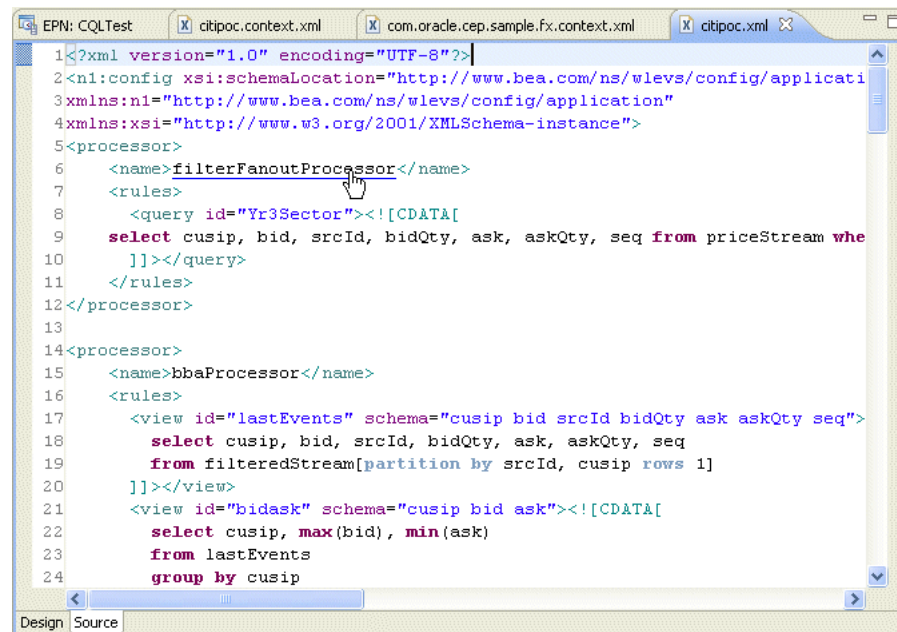 EPN: CQLTest citipoc.context.xml com.oracle.cep.sample.fx.context.xml citipoc.xml
1 <?xml version="1.0" encoding="UTF-8"?>
2 <n1:config xsi:schemaLocation="http://www.bea.com/ns/wlevs/config/applicati
3 xmlns:n1="http://www.bea.com/ns/wlevs/config/application"
4 xmlns:xsi="http://www.w3.org/2001/XMLSchema-instance">
5 <processor>
6 <name>filterFanoutProcessor</name>
7 <rules>
8 <query id="Yr3Sector"><![CDATA[
9 select cusip, bid, srcId, bidQty, ask, askQty, seq from priceStream whe
10 ]]></query>
11 </rules>
12 </processor>
13
14 <processor>
15 <name>bbaProcessor</name>
16 <rules>
17 <view id="lastEvents" schema="cusip bid srcId bidQty ask askQty seq">
18 select cusip, bid, srcId, bidQty, ask, askQty, seq
19 from filteredStream[partition by srcId, cusip rows 1]
20 ]]></view>
21 <view id="bidask" schema="cusip bid ask"><![CDATA[
22 select cusip, max(bid), min(ask)
23 from lastEvents
24 group by cusip
Design Source